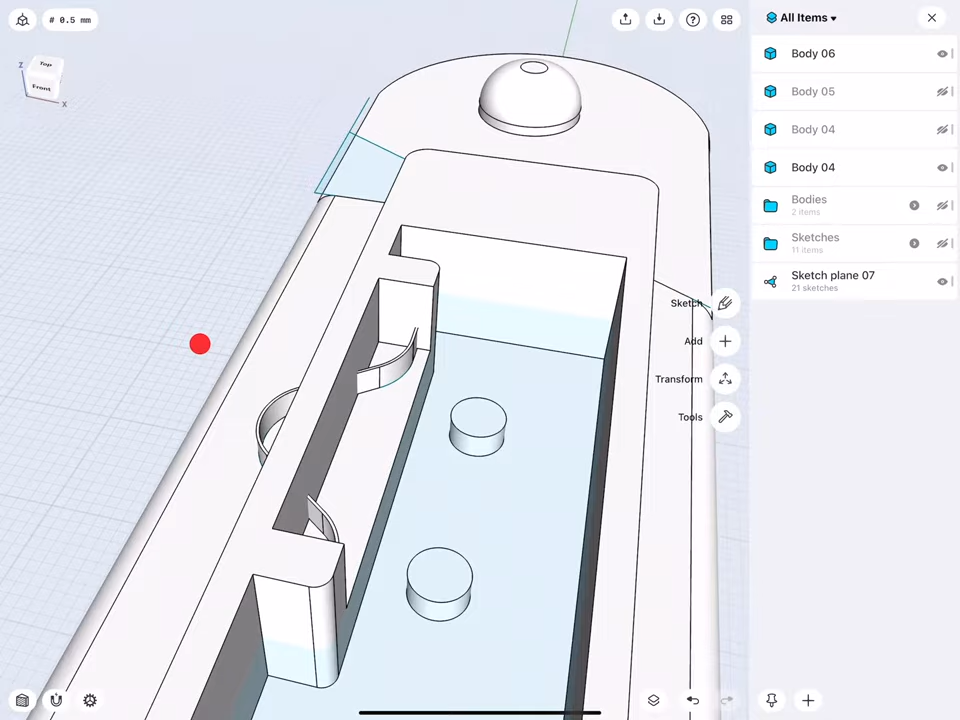 # 0.5 mm
Z
Top
Front
X
All Items
Body 06
Body 05
Body 04
Body 04
Bodies
2 items
Sketches
11 items
Sketch plane 07
21 sketches
Sketch
Add
Transform
Tools